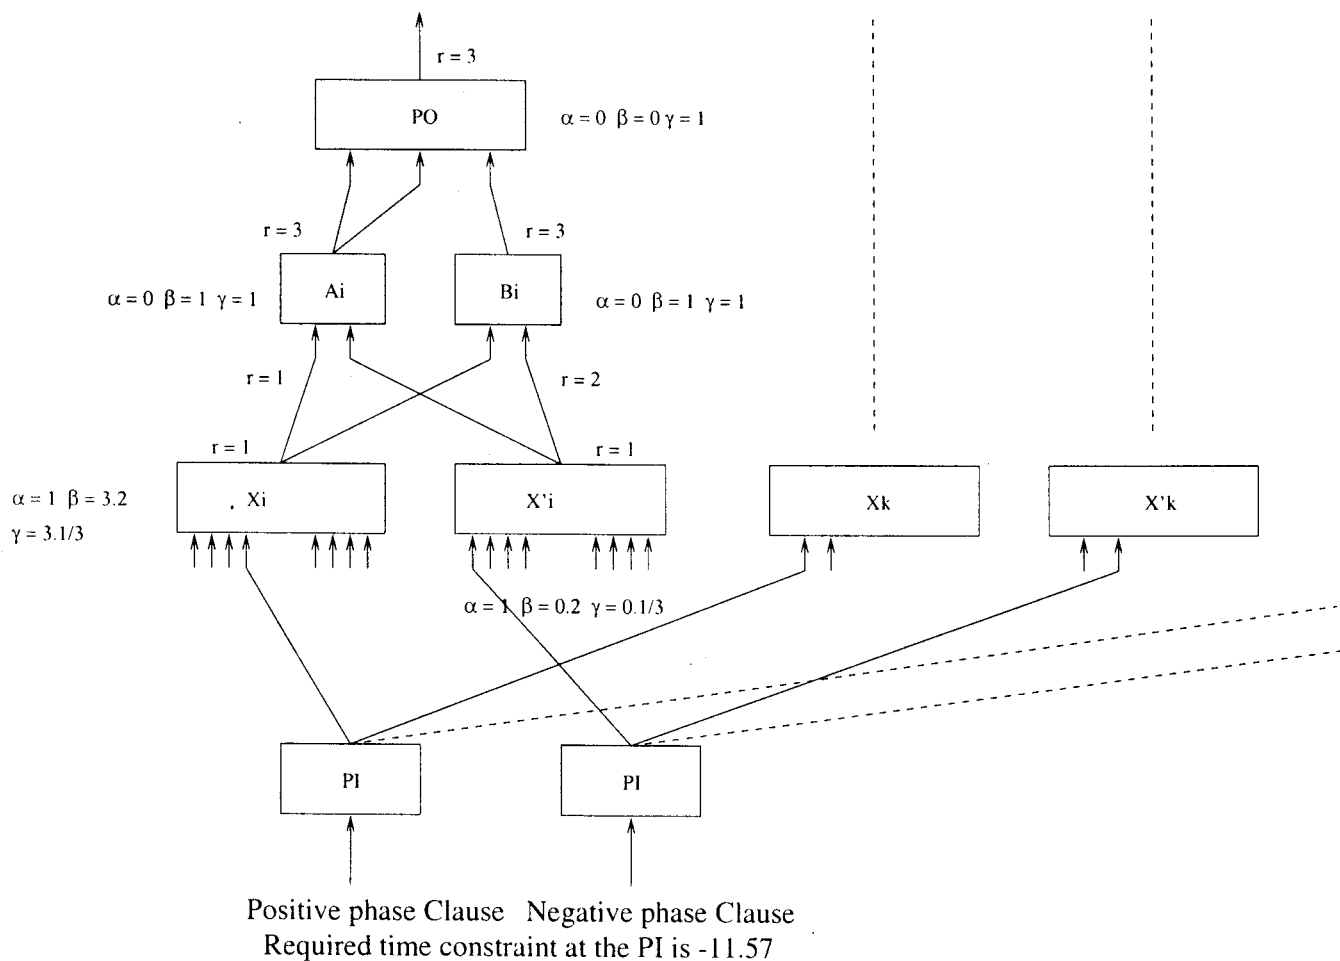 r = 3
PO
α = 0 β = 0 γ = 1
r = 3
r = 3
Ai
Bi
α = 0 β = 1 γ = 1
α = 0 β = 1 γ = 1
r = 1
r = 2
r = 1
r = 1
α = 1 β = 3.2
γ = 3.1/3
Xi
X'i
Xk
X'k
α = 1 β = 0.2 γ = 0.1/3
PI
PI
Positive phase Clause Negative phase Clause
Required time constraint at the PI is -11.57